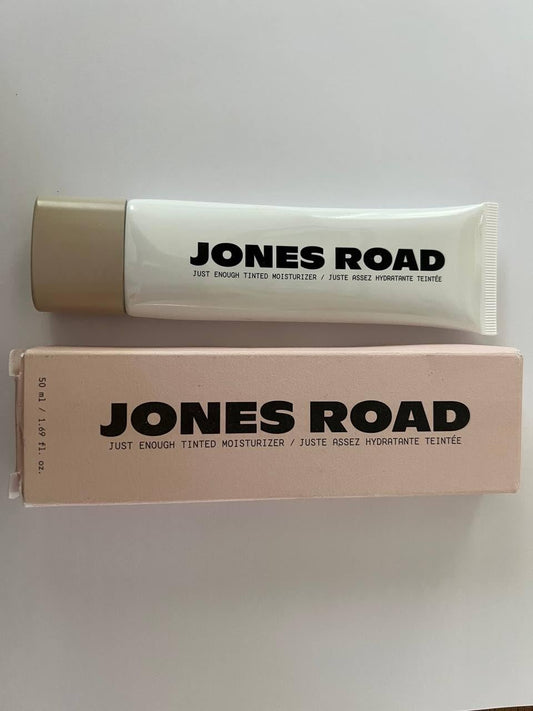 JONES ROAD
JUST ENOUGH TINTED MOISTURIZER / JUSTE ASSEZ HYDRATANTE TEINTÉE
JONES ROAD
JUST ENOUGH TINTED MOISTURIZER / JUSTE ASSEZ HYDRATANTE TEINTÉE
50 ml / 1.69 fl. oz.